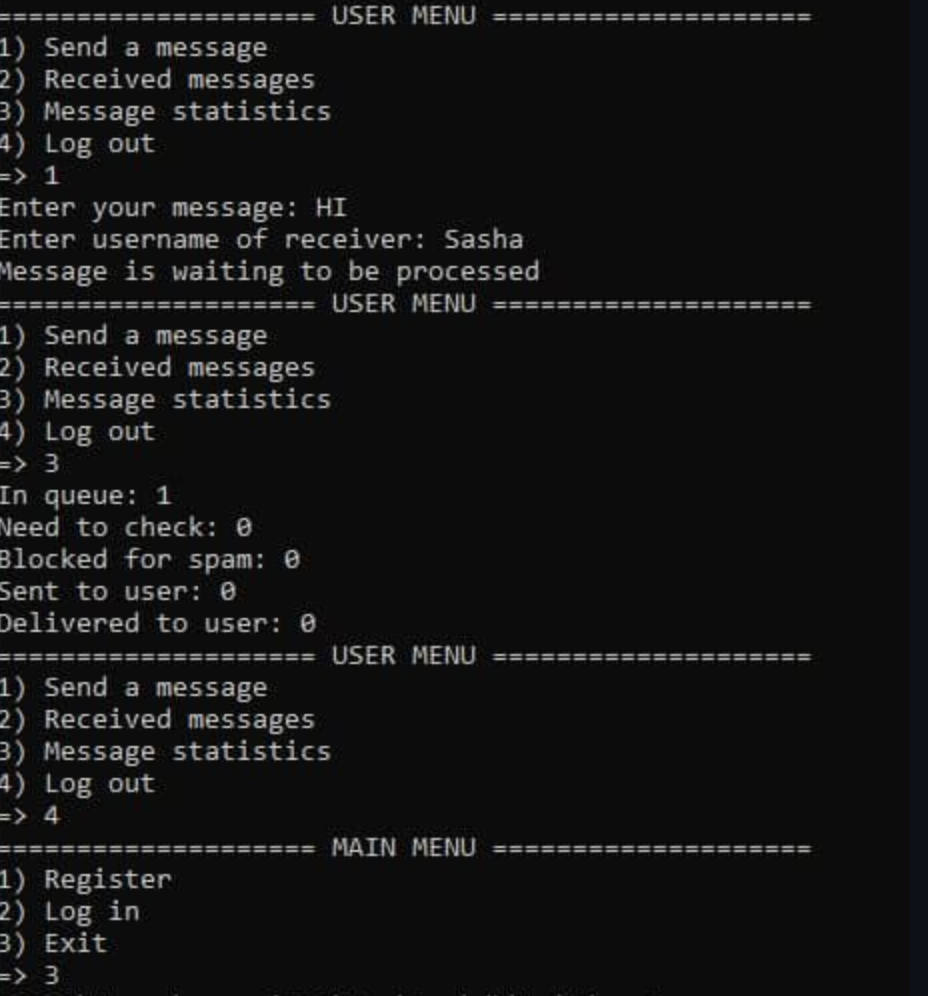 ==================== USER MENU ====================
1) Send a message
2) Received messages
3) Message statistics
4) Log out
=> 1
Enter your message: HI
Enter username of receiver: Sasha
Message is waiting to be processed
==================== USER MENU ====================
1) Send a message
2) Received messages
3) Message statistics
4) Log out
=> 3
In queue: 1
Need to check: 0
Blocked for spam: 0
Sent to user: 0
Delivered to user: 0
==================== USER MENU ====================
1) Send a message
2) Received messages
3) Message statistics
4) Log out
=> 4
==================== MAIN MENU ====================
1) Register
2) Log in
3) Exit
=> 3